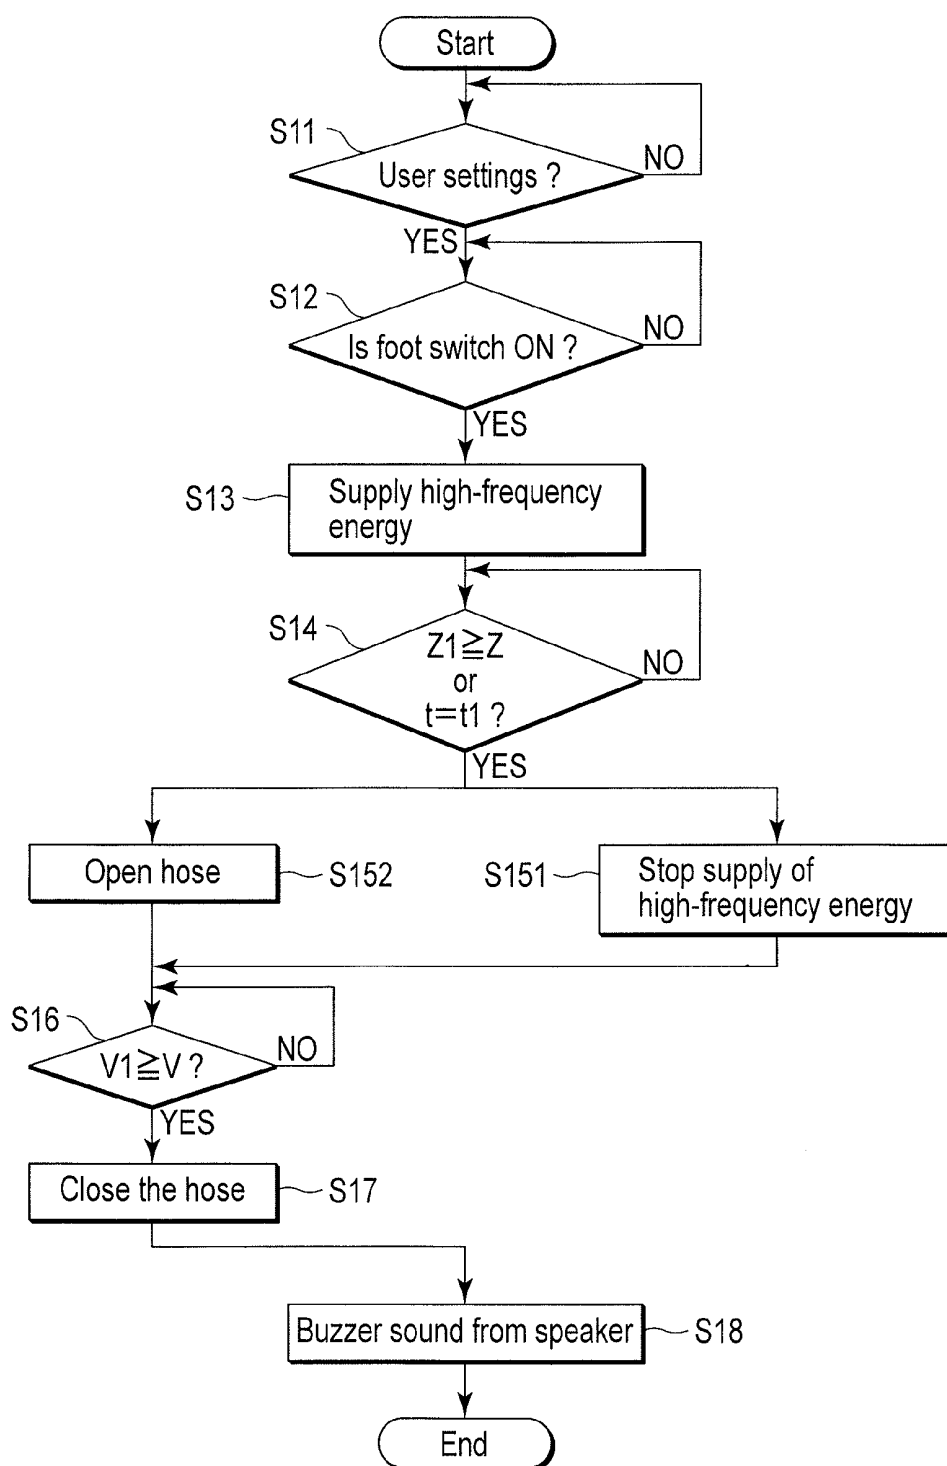 Start
S11
User settings ?
NO
YES
S12
Is foot switch ON ?
NO
YES
S13
Supply high-frequency
energy
S14
Z1≧Z
or
t=t1 ?
NO
YES
Open hose
S152
S151
Stop supply of
high-frequency energy
S16
V1≧V ?
NO
YES
Close the hose
S17
Buzzer sound from speaker
S18
End